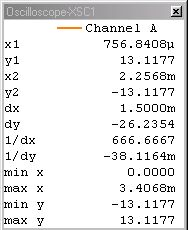 Oscilloscope-XSC1
Channel A
x1 756.8408µ
y1 13.1177
x2 2.2568m
y2 -13.1177
dx 1.5000m
dy -26.2354
1/dx 666.6667
1/dy -38.1164m
min x 0.0000
max x 3.4068m
min y -13.1177
max y 13.1177